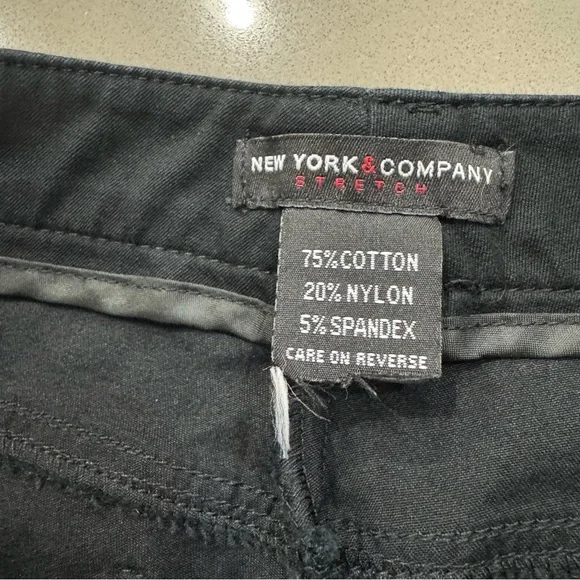 NEW YORK&COMPANY
STRETCH
75%COTTON
20% NYLON
5% SPANDEX
CARE ON REVERSE